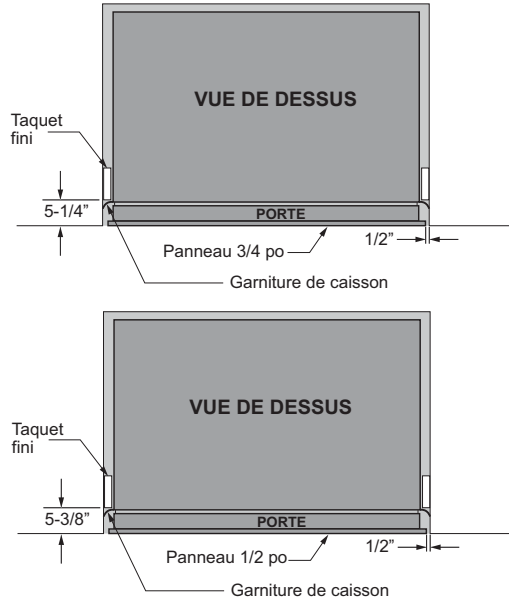 VUE DE DESSUS
Taquet
fini
5-1/4”
PORTE
Panneau 3/4 po
1/2”
Garniture de caisson
VUE DE DESSUS
Taquet
fini
5-3/8”
PORTE
Panneau 1/2 po
1/2”
Garniture de caisson